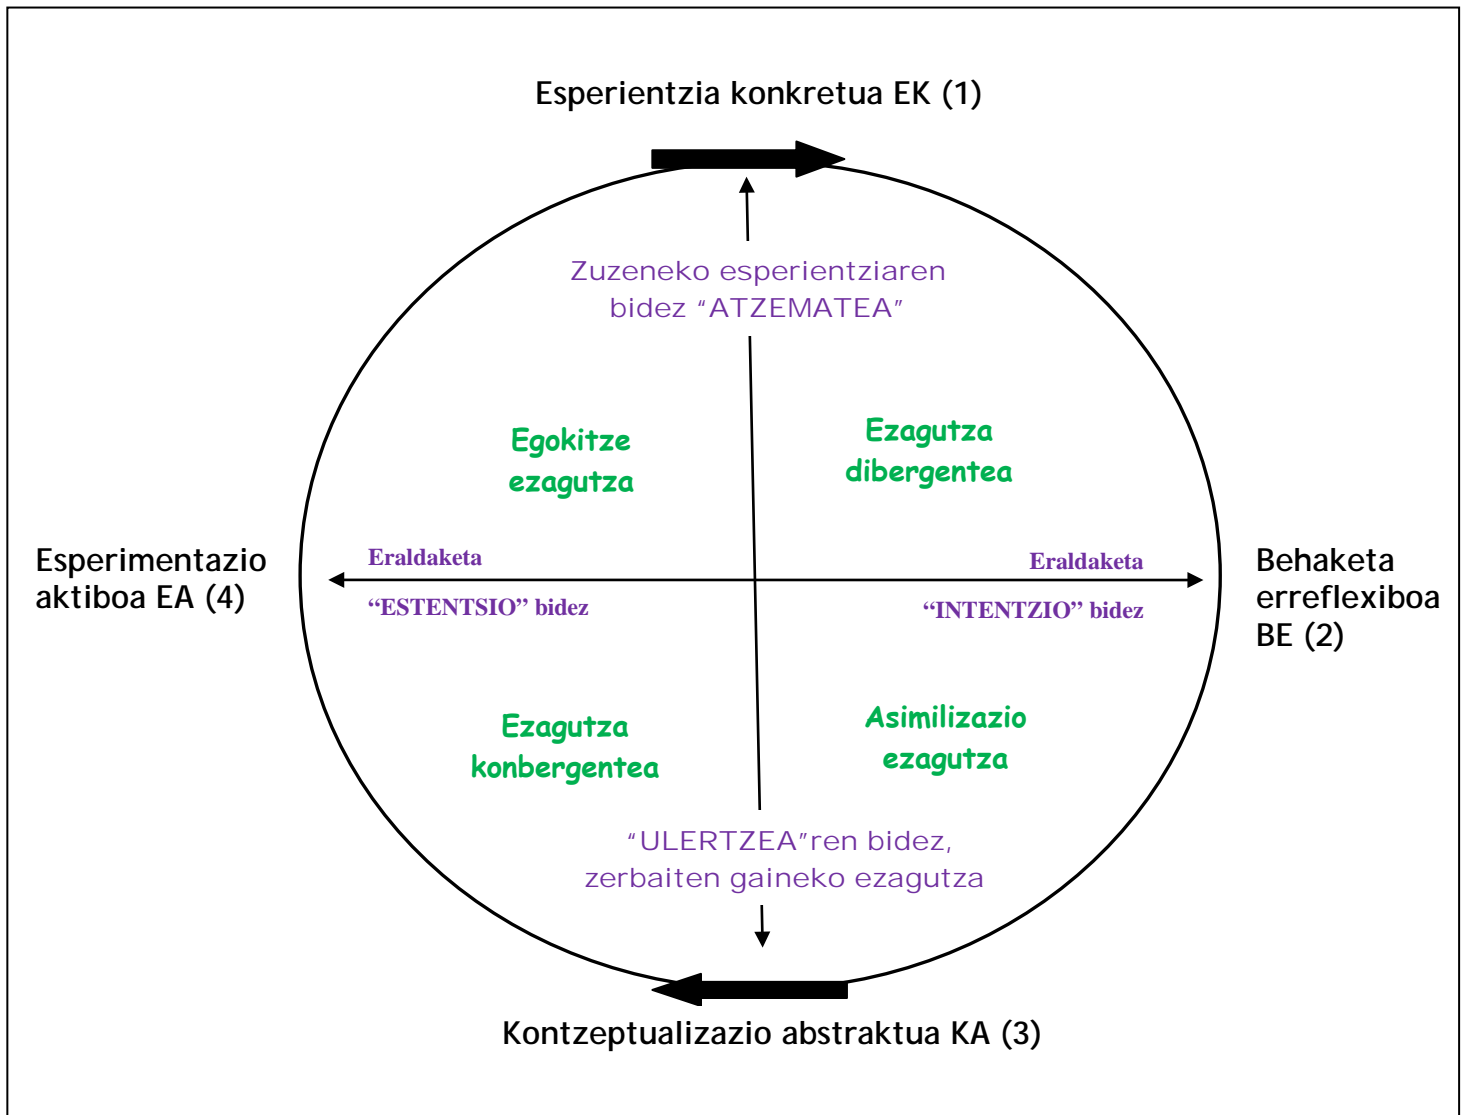 Esperientzia konkretua EK (1)
Zuzeneko esperientziaren
bidez “ATZEMATEA”
Egokitze
ezagutza
Ezagutza
dibergentea
Esperimentazio
aktiboa EA (4)
Eraldaketa
“ESTENTSIO” bidez
Eraldaketa
“INTENTZIO” bidez
Behaketa
erreflexiboa
BE (2)
Ezagutza
konbergentea
Asimilizazio
ezagutza
“ULERTZEA”ren bidez,
zerbaiten gaineko ezagutza
Kontzeptualizazio abstraktua KA (3)